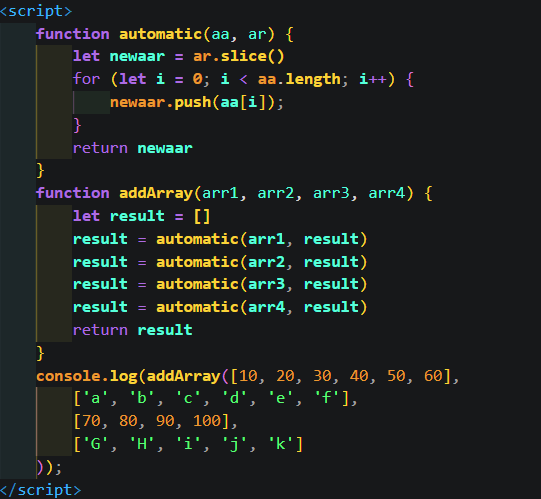 <script>
    function automatic(aa, ar) {
        let newaar = ar.slice()
        for (let i = 0; i < aa.length; i++) {
            newaar.push(aa[i]);
        }
        return newaar
    }
    function addArray(arr1, arr2, arr3, arr4) {
        let result = []
        result = automatic(arr1, result)
        result = automatic(arr2, result)
        result = automatic(arr3, result)
        result = automatic(arr4, result)
        return result
    }
    console.log(addArray([10, 20, 30, 40, 50, 60],
        ['a', 'b', 'c', 'd', 'e', 'f'],
        [70, 80, 90, 100],
        ['G', 'H', 'i', 'j', 'k']
    ));
</script>